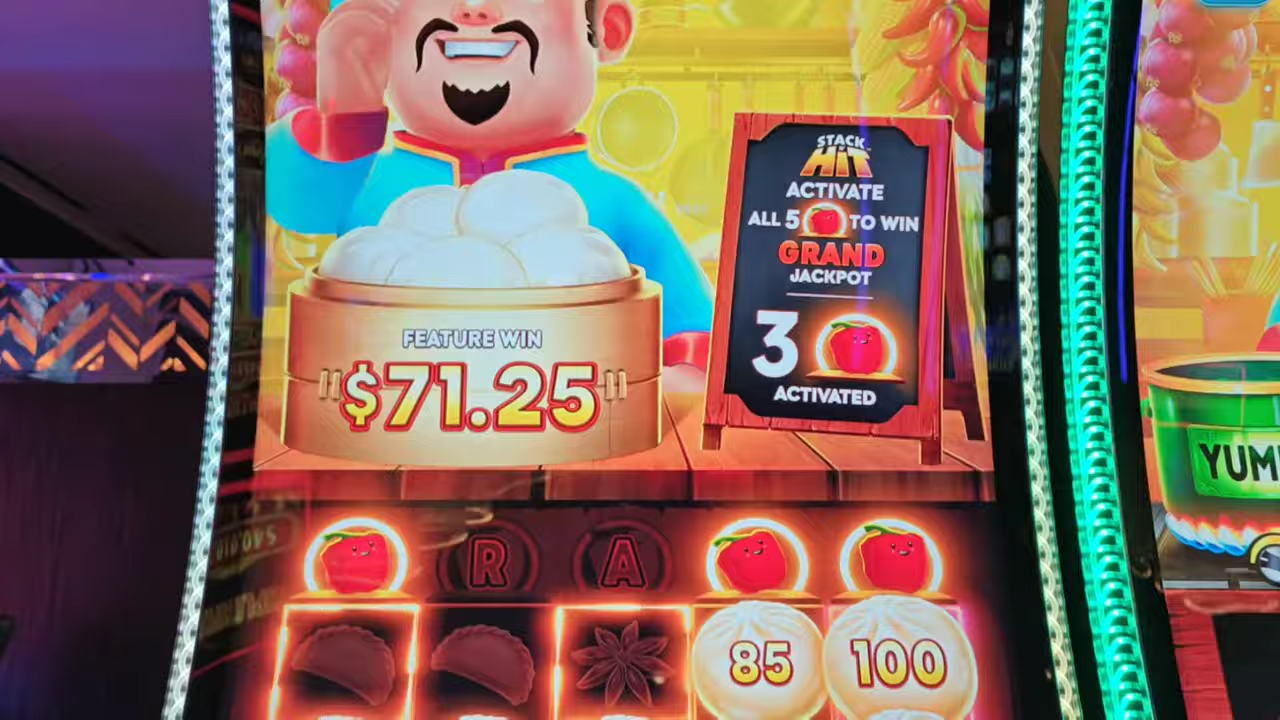 STACK
HIT
ACTIVATE
ALL 5 TO WIN
GRAND
JACKPOT
3
ACTIVATED
FEATURE WIN
"$71.25"
R A
85 100
YUM